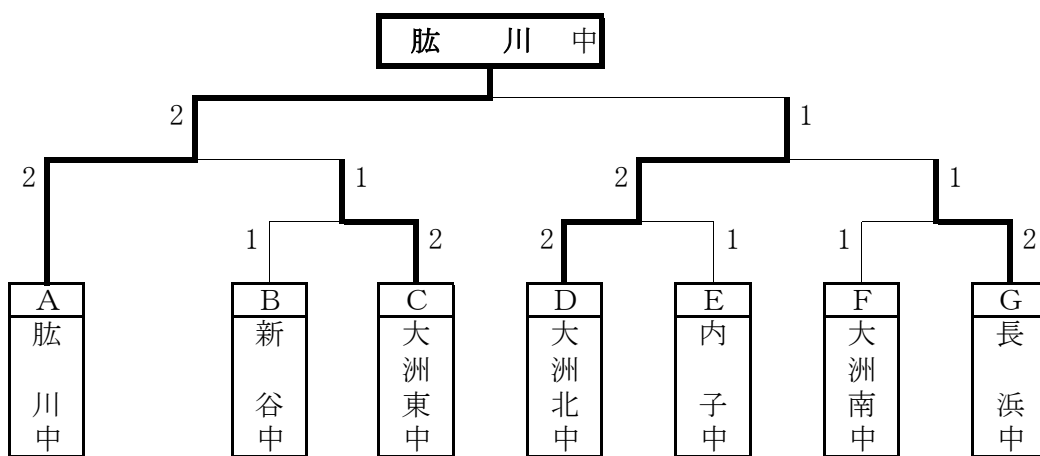 肱川中
2 1
2 1 2 1
1 2 2 1 1 2
A B C D E F G
肱川中
新谷中
大洲東中
大洲北中
内子中
大洲南中
長浜中